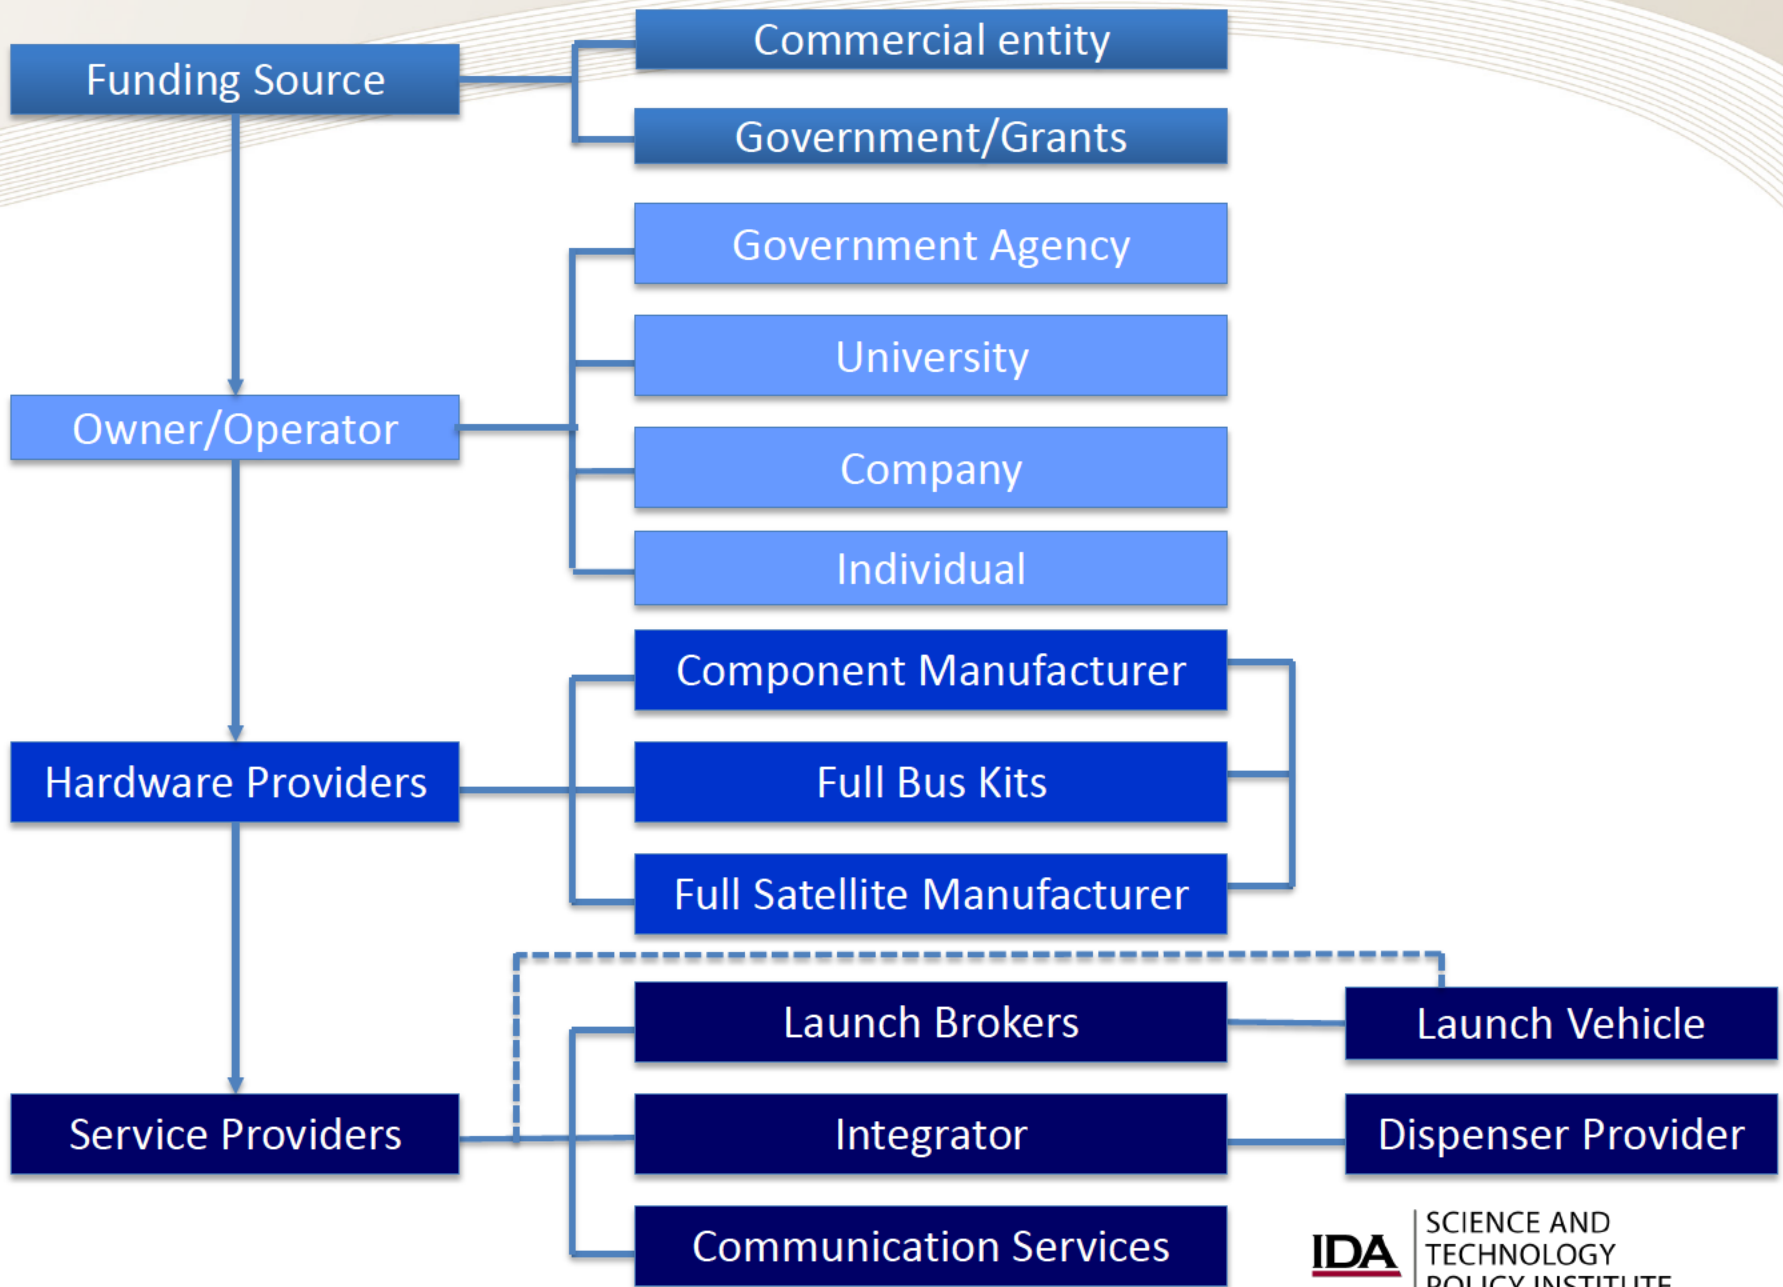 Funding Source
Commercial entity
Government/Grants
Owner/Operator
Government Agency
University
Company
Individual
Hardware Providers
Component Manufacturer
Full Bus Kits
Full Satellite Manufacturer
Service Providers
Launch Brokers
Launch Vehicle
Integrator
Dispenser Provider
Communication Services
IDA
SCIENCE AND
TECHNOLOGY
POLICY INSTITUTE